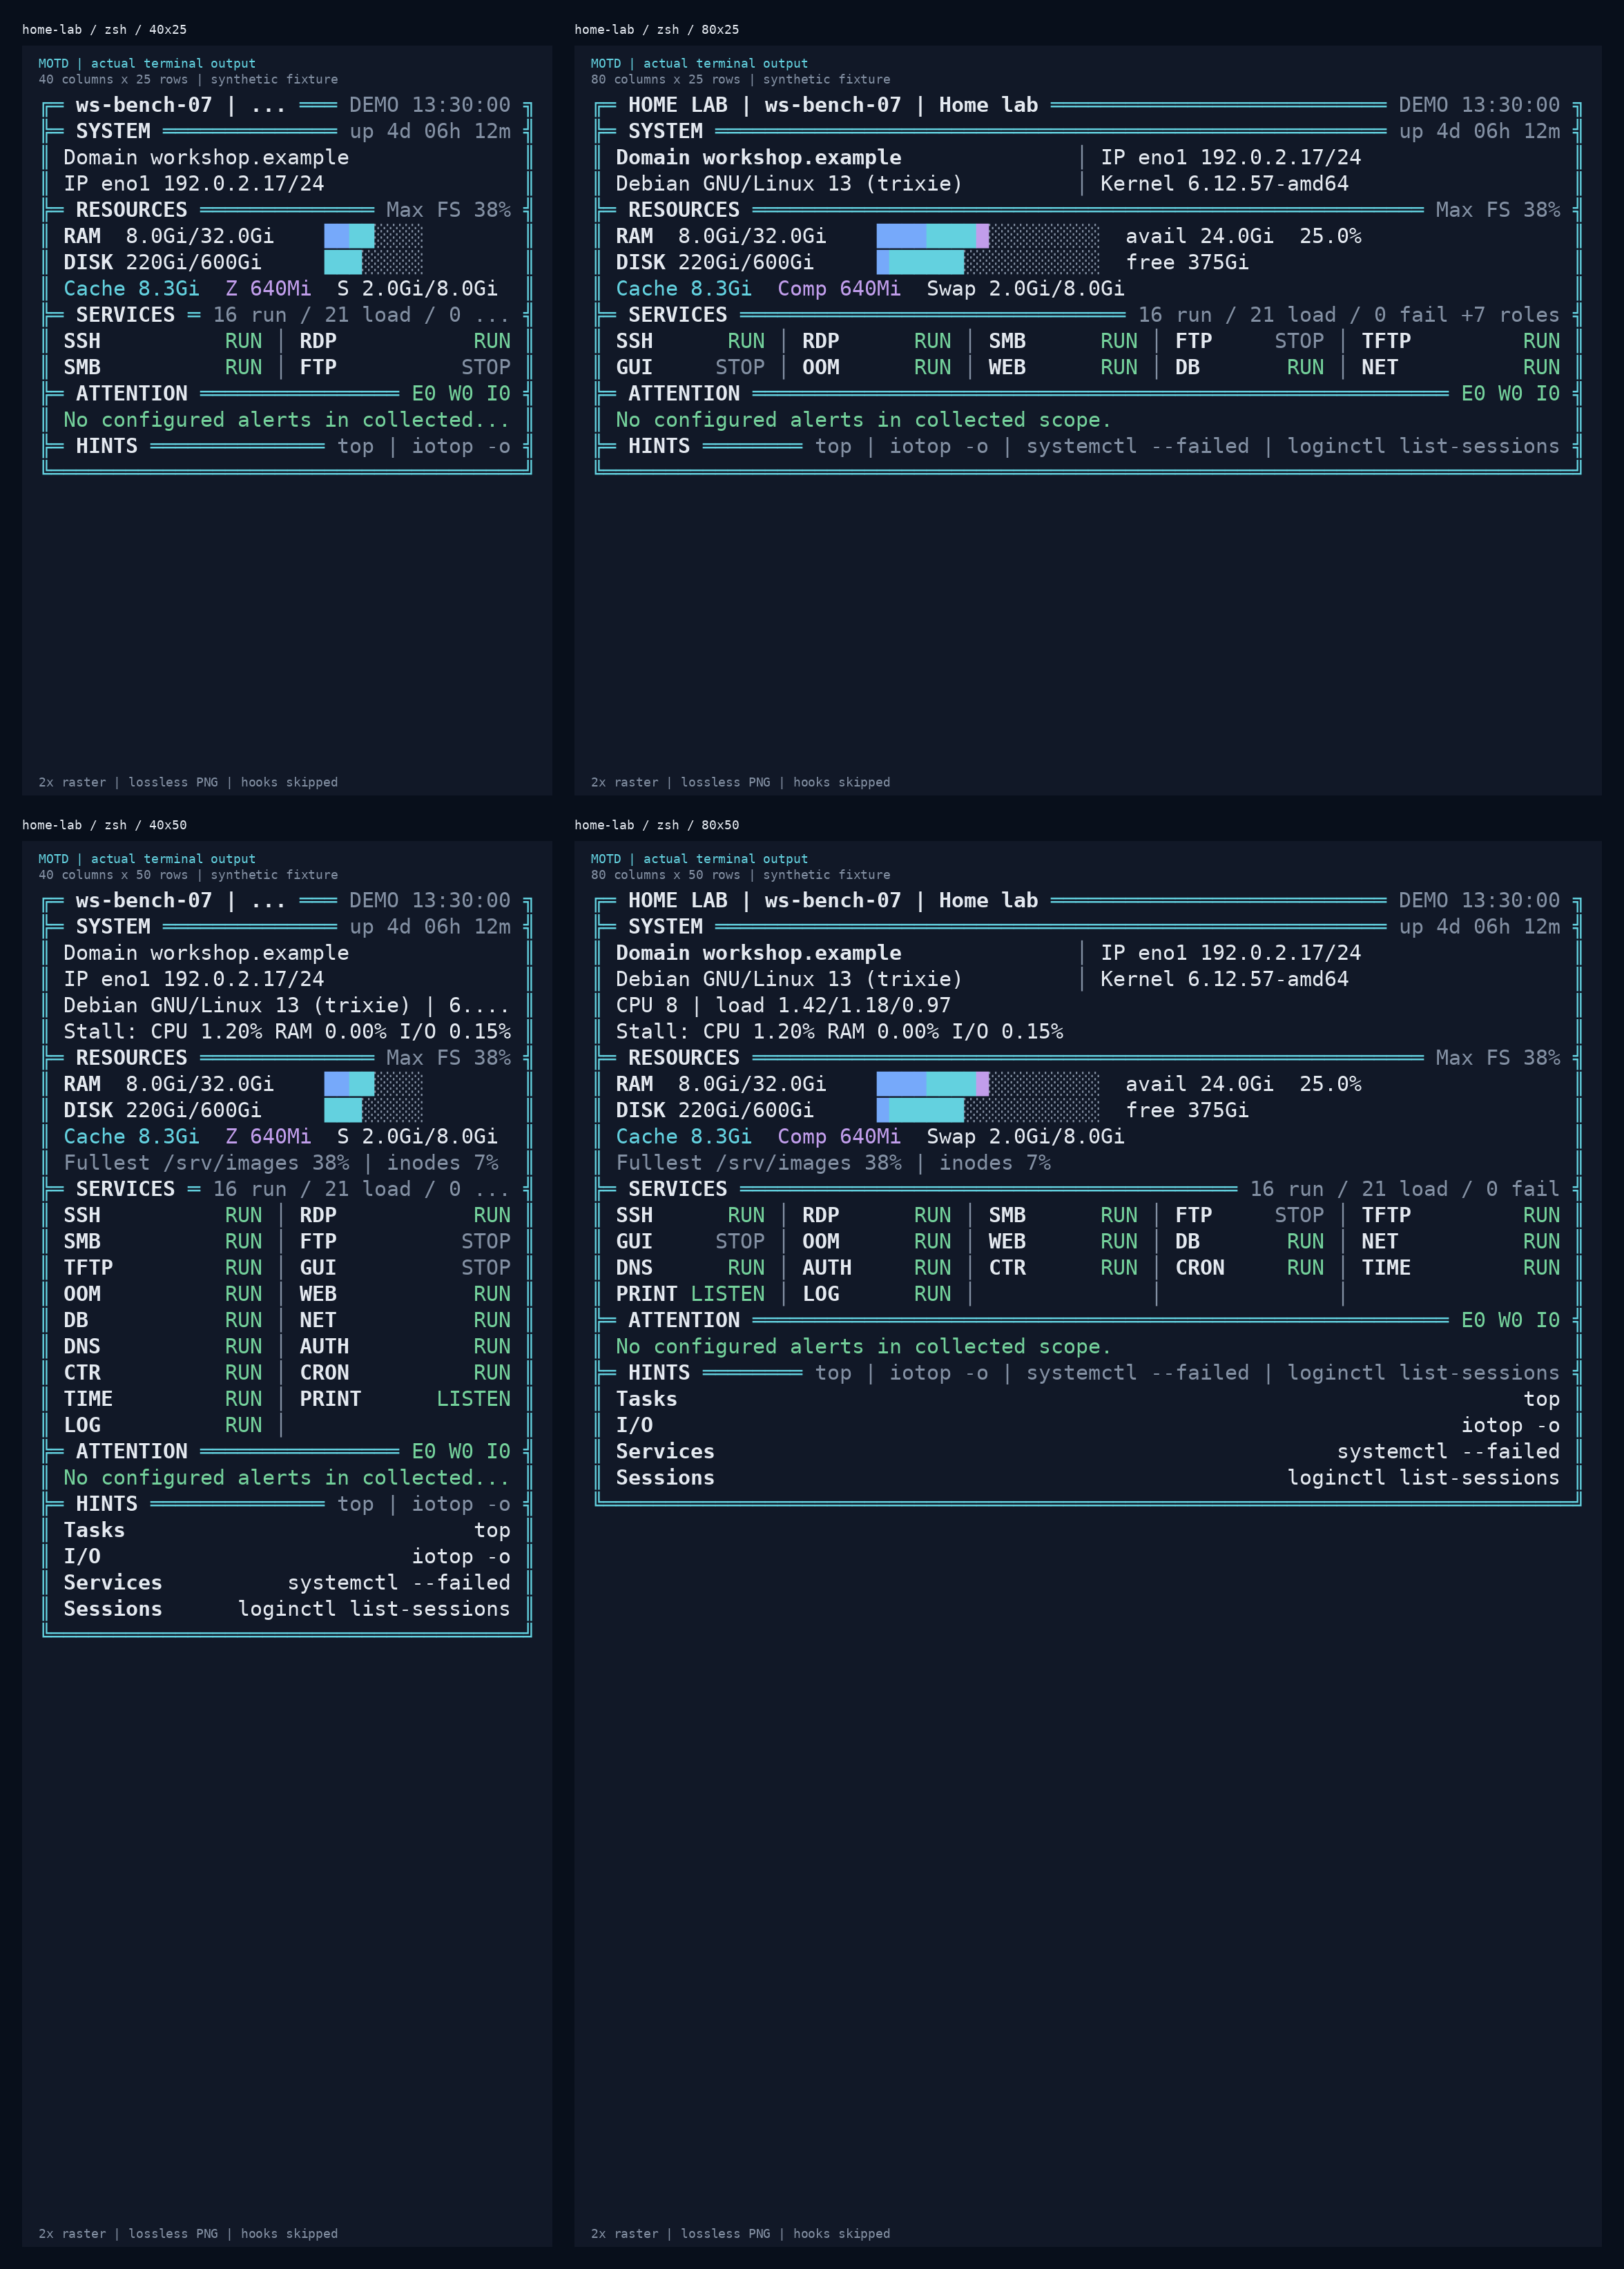 home-lab / zsh / 40x25
MOTD | actual terminal output
40 columns x 25 rows | synthetic fixture
ws-bench-07 | ... DEMO 13:30:00
SYSTEM up 4d 06h 12m
Domain workshop.example
IP eno1 192.0.2.17/24
RESOURCES Max FS 38%
RAM 8.0Gi/32.0Gi
DISK 220Gi/600Gi
Cache 8.3Gi Z 640Mi S 2.0Gi/8.0Gi
SERVICES 16 run / 21 load / 0 ...
SSH RUN │ RDP RUN
SMB RUN │ FTP STOP
ATTENTION E0 W0 I0
No configured alerts in collected...
HINTS top | iotop -o
2x raster | lossless PNG | hooks skipped
home-lab / zsh / 80x25
MOTD | actual terminal output
80 columns x 25 rows | synthetic fixture
HOME LAB | ws-bench-07 | Home lab DEMO 13:30:00
SYSTEM up 4d 06h 12m
Domain workshop.example │ IP eno1 192.0.2.17/24
Debian GNU/Linux 13 (trixie) │ Kernel 6.12.57-amd64
RESOURCES Max FS 38%
RAM 8.0Gi/32.0Gi avail 24.0Gi 25.0%
DISK 220Gi/600Gi free 375Gi
Cache 8.3Gi Comp 640Mi Swap 2.0Gi/8.0Gi
SERVICES 16 run / 21 load / 0 fail +7 roles
SSH RUN │ RDP RUN │ SMB RUN │ FTP STOP │ TFTP RUN
GUI STOP │ OOM RUN │ WEB RUN │ DB RUN │ NET RUN
ATTENTION E0 W0 I0
No configured alerts in collected scope.
HINTS top | iotop -o | systemctl --failed | loginctl list-sessions
2x raster | lossless PNG | hooks skipped
home-lab / zsh / 40x50
MOTD | actual terminal output
40 columns x 50 rows | synthetic fixture
ws-bench-07 | ... DEMO 13:30:00
SYSTEM up 4d 06h 12m
Domain workshop.example
IP eno1 192.0.2.17/24
Debian GNU/Linux 13 (trixie) | 6....
Stall: CPU 1.20% RAM 0.00% I/O 0.15%
RESOURCES Max FS 38%
RAM 8.0Gi/32.0Gi
DISK 220Gi/600Gi
Cache 8.3Gi Z 640Mi S 2.0Gi/8.0Gi
Fullest /srv/images 38% | inodes 7%
SERVICES 16 run / 21 load / 0 ...
SSH RUN │ RDP RUN
SMB RUN │ FTP STOP
TFTP RUN │ GUI STOP
OOM RUN │ WEB RUN
DB RUN │ NET RUN
DNS RUN │ AUTH RUN
CTR RUN │ CRON RUN
TIME RUN │ PRINT LISTEN
LOG RUN │
ATTENTION E0 W0 I0
No configured alerts in collected...
HINTS top | iotop -o
Tasks top
I/O iotop -o
Services systemctl --failed
Sessions loginctl list-sessions
2x raster | lossless PNG | hooks skipped
home-lab / zsh / 80x50
MOTD | actual terminal output
80 columns x 50 rows | synthetic fixture
HOME LAB | ws-bench-07 | Home lab DEMO 13:30:00
SYSTEM up 4d 06h 12m
Domain workshop.example │ IP eno1 192.0.2.17/24
Debian GNU/Linux 13 (trixie) │ Kernel 6.12.57-amd64
CPU 8 | load 1.42/1.18/0.97
Stall: CPU 1.20% RAM 0.00% I/O 0.15%
RESOURCES Max FS 38%
RAM 8.0Gi/32.0Gi avail 24.0Gi 25.0%
DISK 220Gi/600Gi free 375Gi
Cache 8.3Gi Comp 640Mi Swap 2.0Gi/8.0Gi
Fullest /srv/images 38% | inodes 7%
SERVICES 16 run / 21 load / 0 fail
SSH RUN │ RDP RUN │ SMB RUN │ FTP STOP │ TFTP RUN
GUI STOP │ OOM RUN │ WEB RUN │ DB RUN │ NET RUN
DNS RUN │ AUTH RUN │ CTR RUN │ CRON RUN │ TIME RUN
PRINT LISTEN │ LOG RUN │ │ │
ATTENTION E0 W0 I0
No configured alerts in collected scope.
HINTS top | iotop -o | systemctl --failed | loginctl list-sessions
Tasks top
I/O iotop -o
Services systemctl --failed
Sessions loginctl list-sessions
2x raster | lossless PNG | hooks skipped